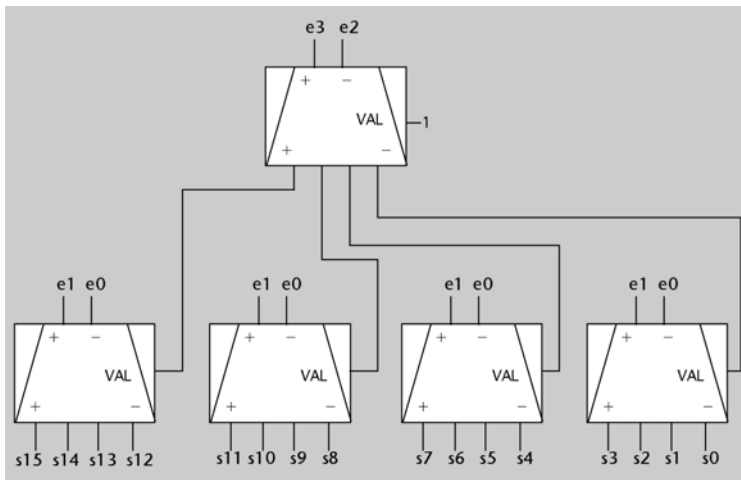 e3 e2
+ −
VAL 1
+ −
e1 e0 e1 e0 e1 e0 e1 e0
+ − + − + − + −
VAL VAL VAL VAL
+ − + − + − + −
s15 s14 s13 s12 s11 s10 s9 s8 s7 s6 s5 s4 s3 s2 s1 s0